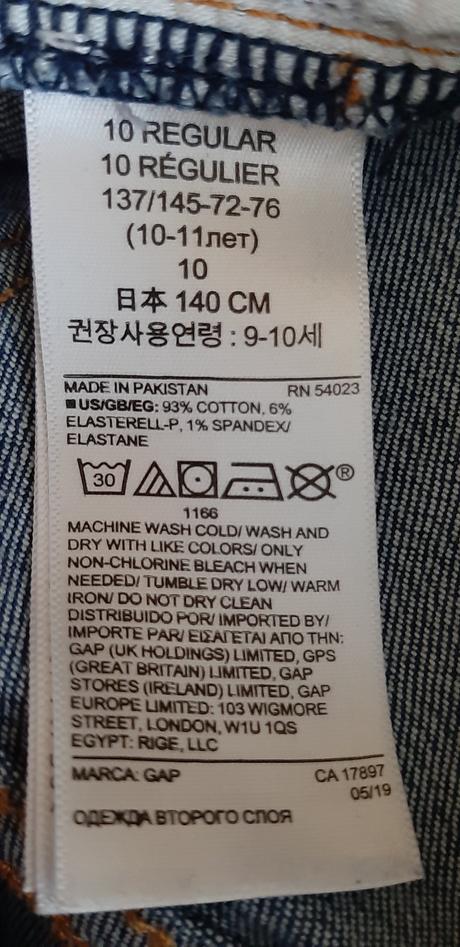 10 REGULAR
10 RÉGULIER
137/145-72-76
(10-11лет)
10
日本 140 CM
권장사용연령 : 9-10세
MADE IN PAKISTAN RN 54023
US/GB/EG: 93% COTTON, 6%
ELASTERELL-P, 1% SPANDEX/
ELASTANE
30 ®
1166
MACHINE WASH COLD/ WASH AND
DRY WITH LIKE COLORS/ ONLY
NON-CHLORINE BLEACH WHEN
NEEDED/ TUMBLE DRY LOW/ WARM
IRON/ DO NOT DRY CLEAN
DISTRIBUIDO POR/ IMPORTED BY/
IMPORTE PAR/ ΕΙΣΑΓΕΤΑΙ ΑΠΟ ΤΗΝ:
GAP (UK HOLDINGS) LIMITED, GPS
(GREAT BRITAIN) LIMITED, GAP
STORES (IRELAND) LIMITED, GAP
EUROPE LIMITED: 103 WIGMORE
STREET, LONDON, W1U 1QS
EGYPT: RIGE, LLC
MARCA: GAP CA 17897
05/19
ОДЕЖДА ВТОРОГО СЛОЯ